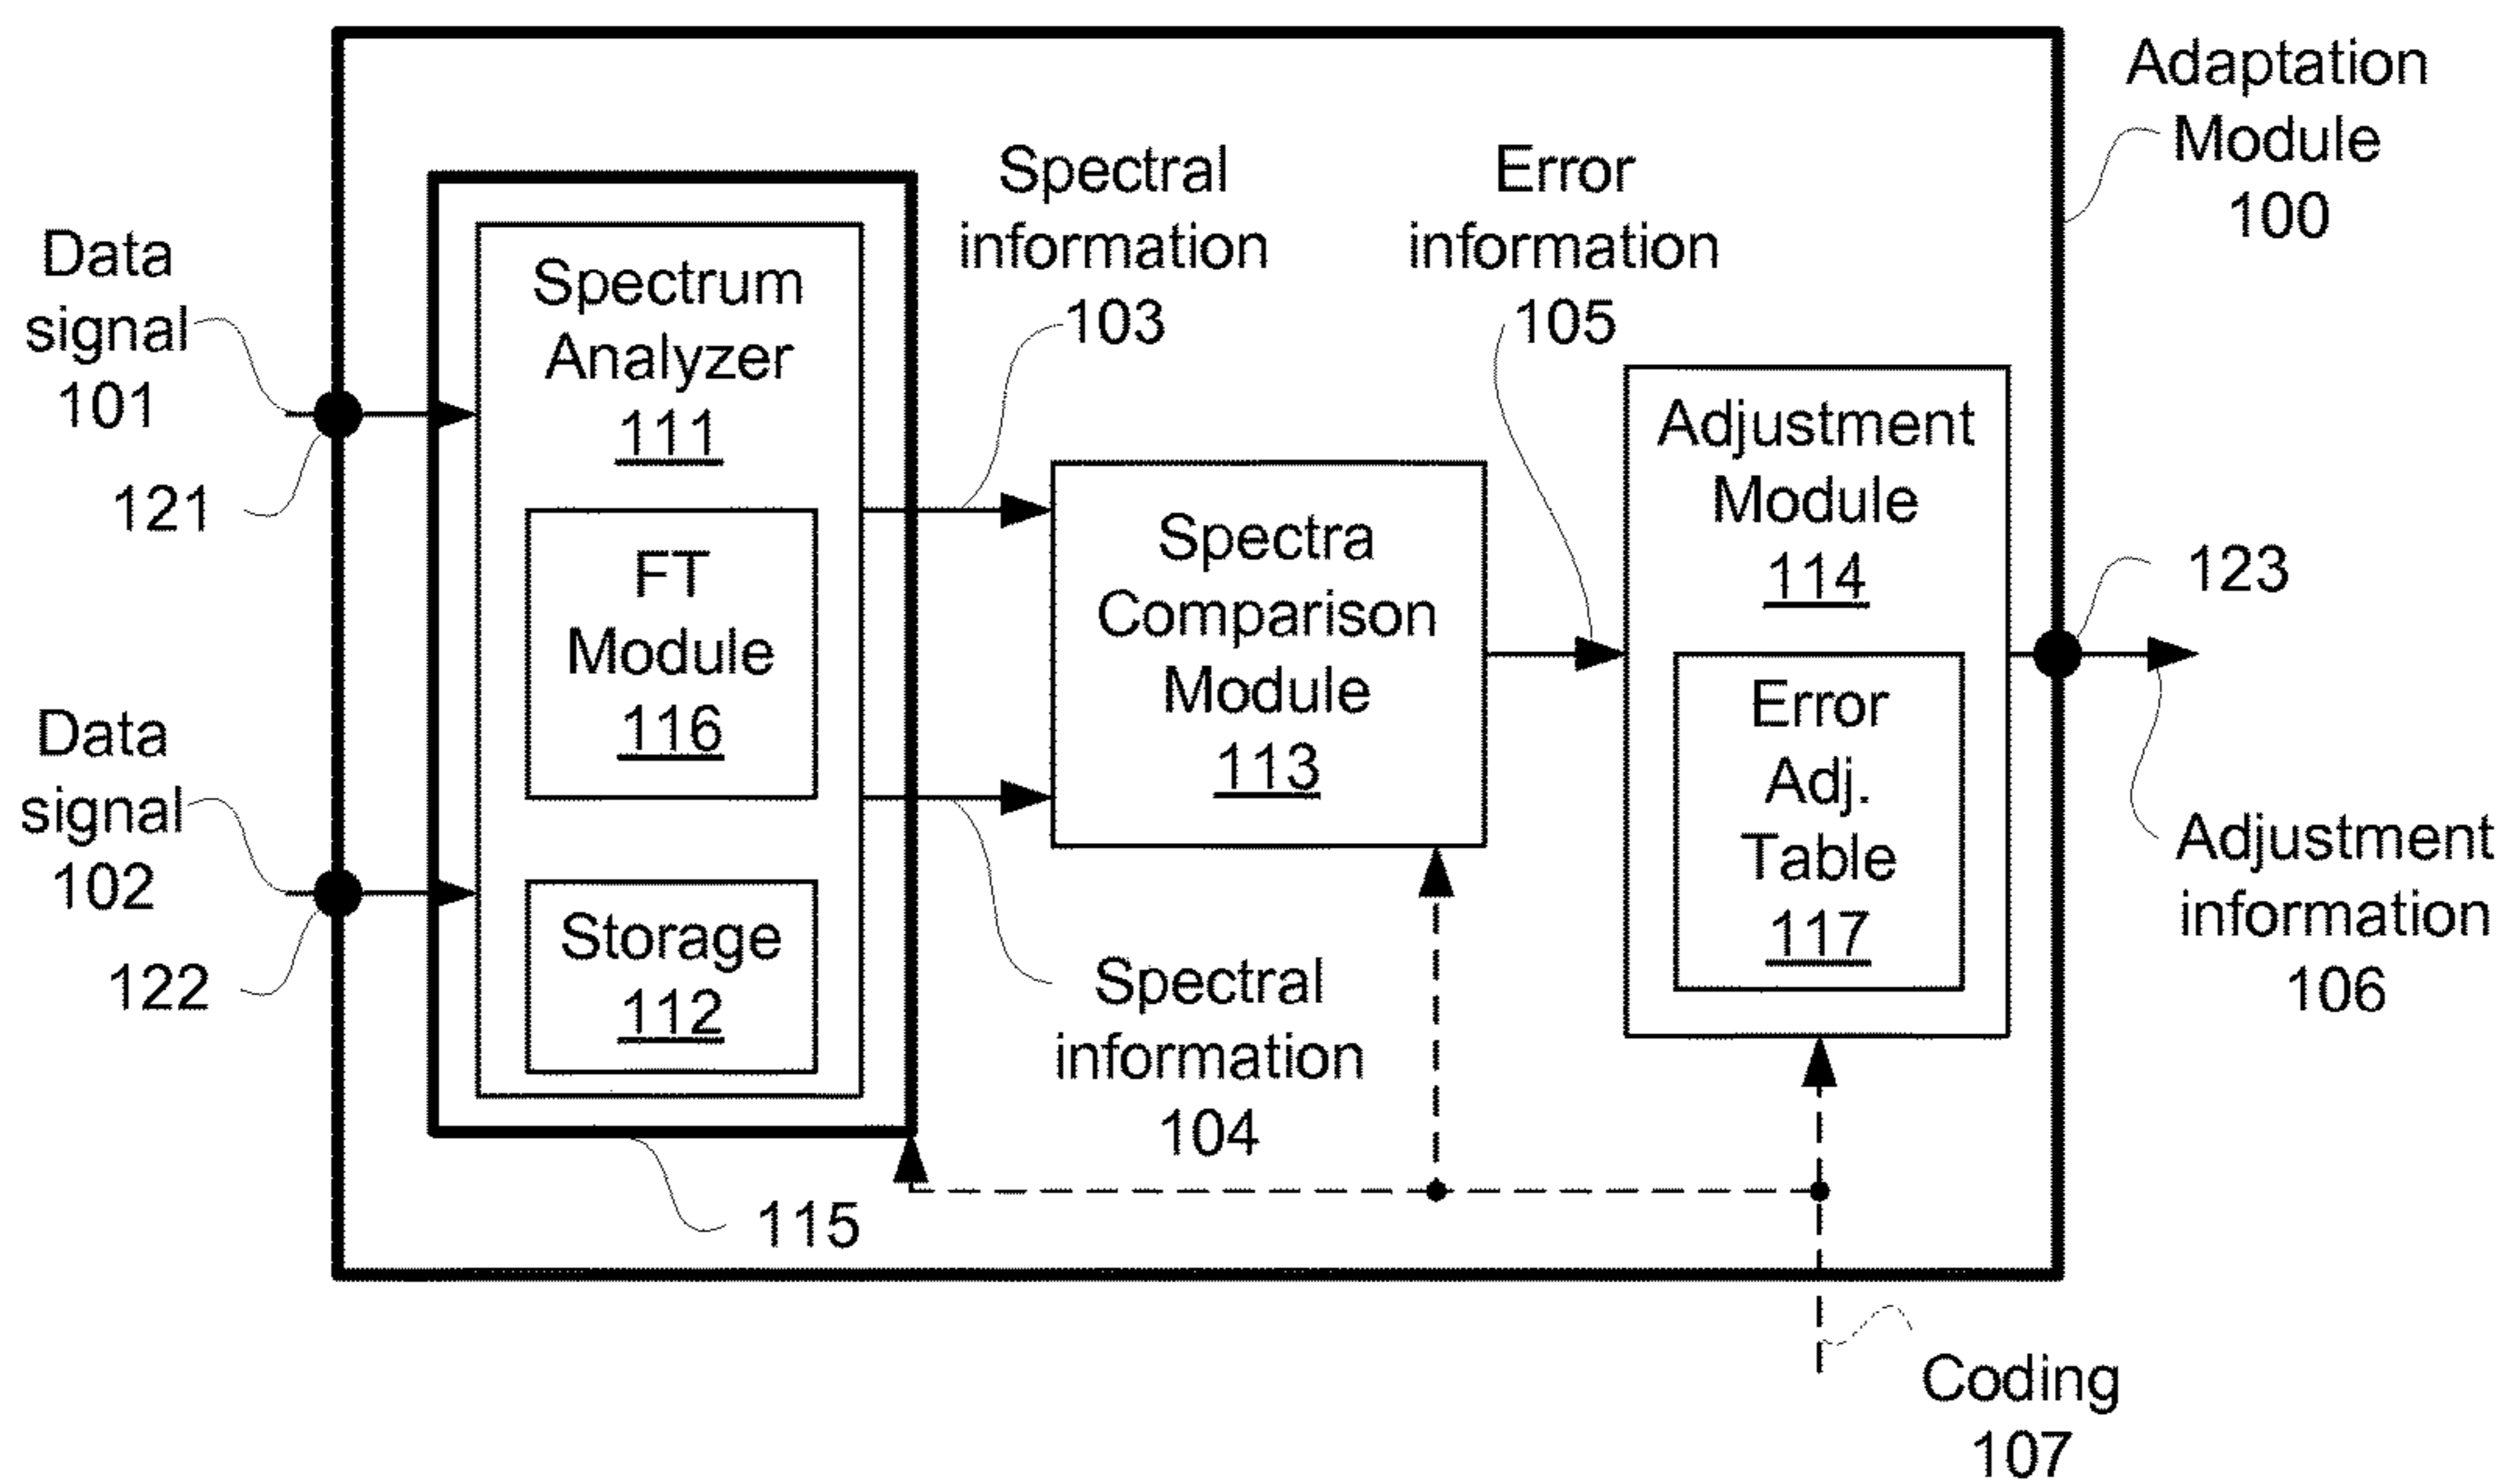 Adaptation
Module
100
Data
signal
101
121
Data
signal
102
122
Spectrum
Analyzer
111
FT
Module
116
Storage
112
115
Spectral
information
103
Spectral
information
104
Spectra
Comparison
Module
113
Error
information
105
Adjustment
Module
114
Error
Adj.
Table
117
123
Adjustment
information
106
Coding
107